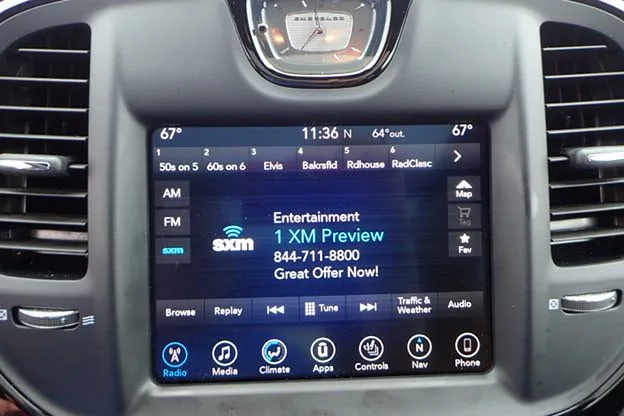 CHRYSLER
67° 11:36 N 64°out. 67°
1 2 3 4 5 6
50s on 5 60s on 6 Elvis Bakrsfld Rdhouse RadClasc
AM
FM
sxm
sxm
Entertainment
1 XM Preview
844-711-8800
Great Offer Now!
Map
Tag
Fav
Browse Replay Tune Traffic & Weather Audio
Radio Media Climate Apps Controls Nav Phone